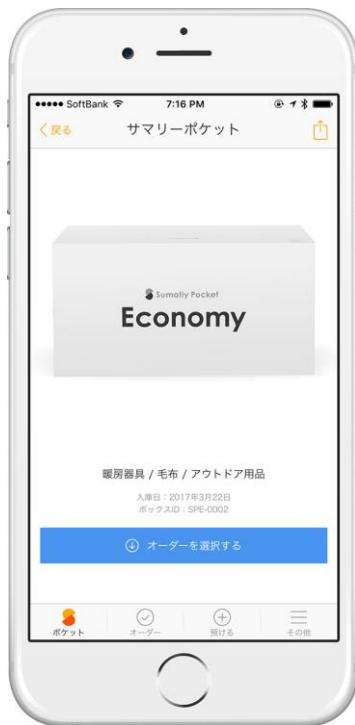 SoftBank 7:16 PM
戻る サマリーポケット
Sumally Pocket
Economy
暖房器具 / 毛布 / アウトドア用品
入庫日：2017年3月22日
ボックスID：SPE-0002
オーダーを選択する
ポケット オーダー 預ける その他